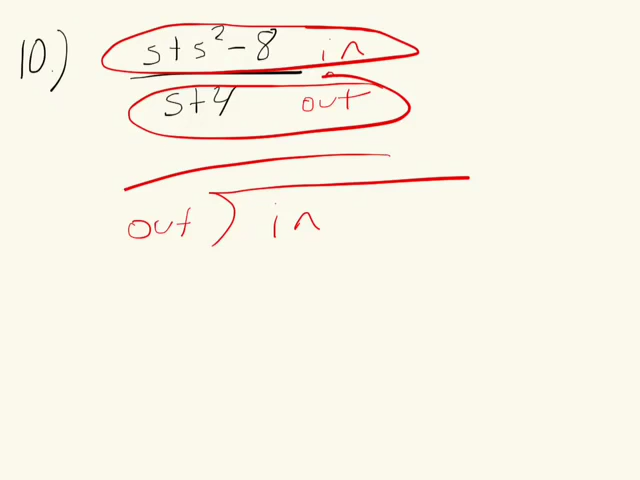 10.) s+s²-8 in
s+4 out
out) in